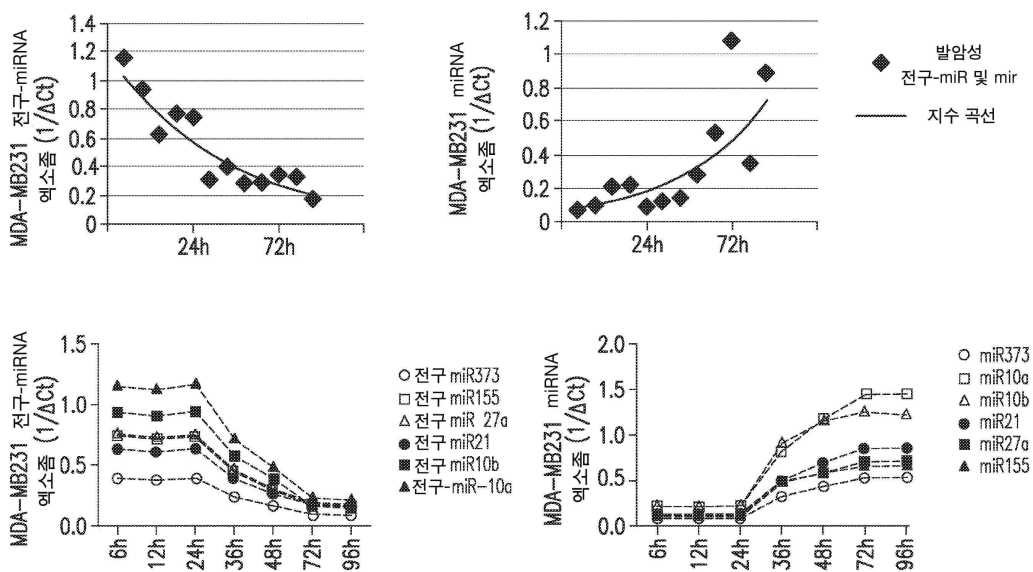 MDA-MB231 전구-miRNA
엑소좀 (1/ΔCt)
1.4
1.2
1
0.8
0.6
0.4
0.2
0
24h
72h
MDA-MB231 miRNA
엑소좀 (1/ΔCt)
1.2
1
0.8
0.6
0.4
0.2
0
24h
72h
발암성
전구-miR 및 mir
지수 곡선
MDA-MB231 전구-miRNA
엑소좀 (1/ΔCt)
1.5
1.0
0.5
0.0
6h
12h
24h
36h
48h
72h
96h
전구 miR373
전구 miR155
전구 miR 27a
전구 miR21
전구 miR10b
전구-miR-10a
MDA-MB231 miRNA
엑소좀 (1/ΔCt)
2.0
1.5
1.0
0.5
0.0
6h
12h
24h
36h
48h
72h
96h
miR373
miR10a
miR10b
miR21
miR27a
miR155